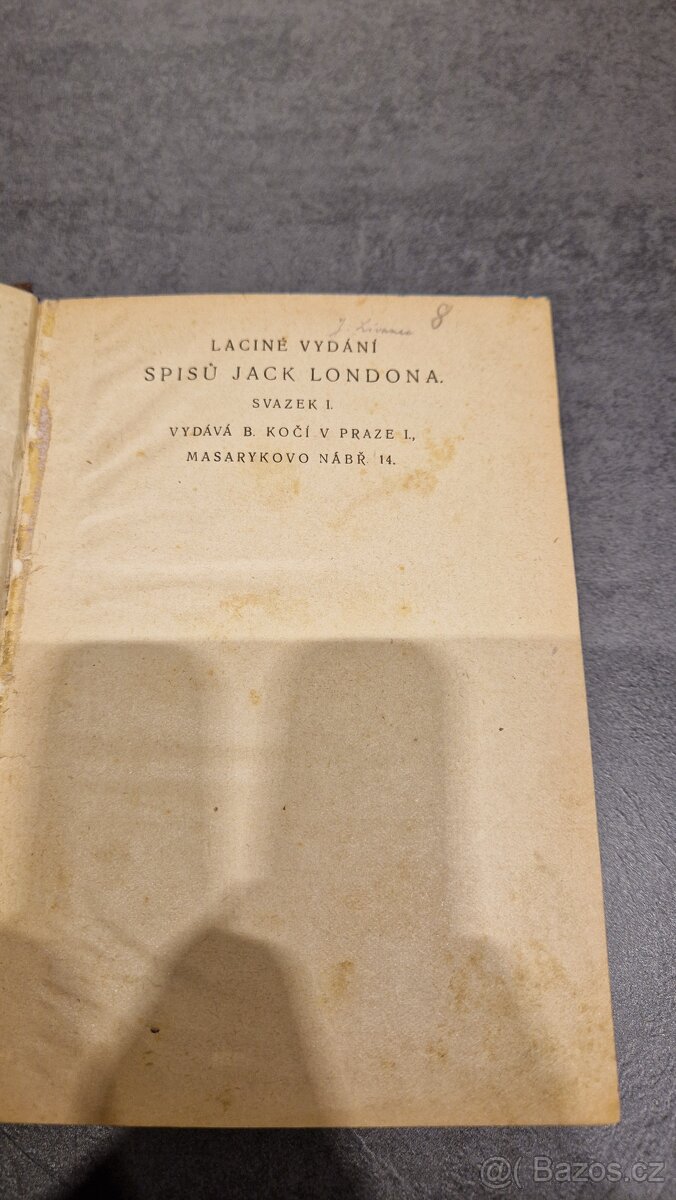 8
LACINÉ VYDÁNÍ
SPISŮ JACK LONDONA.
SVAZEK I.
VYDÁVÁ B. KOČÍ V PRAZE I.,
MASARYKOVO NÁBŘ. 14.
@( Bazos.cz